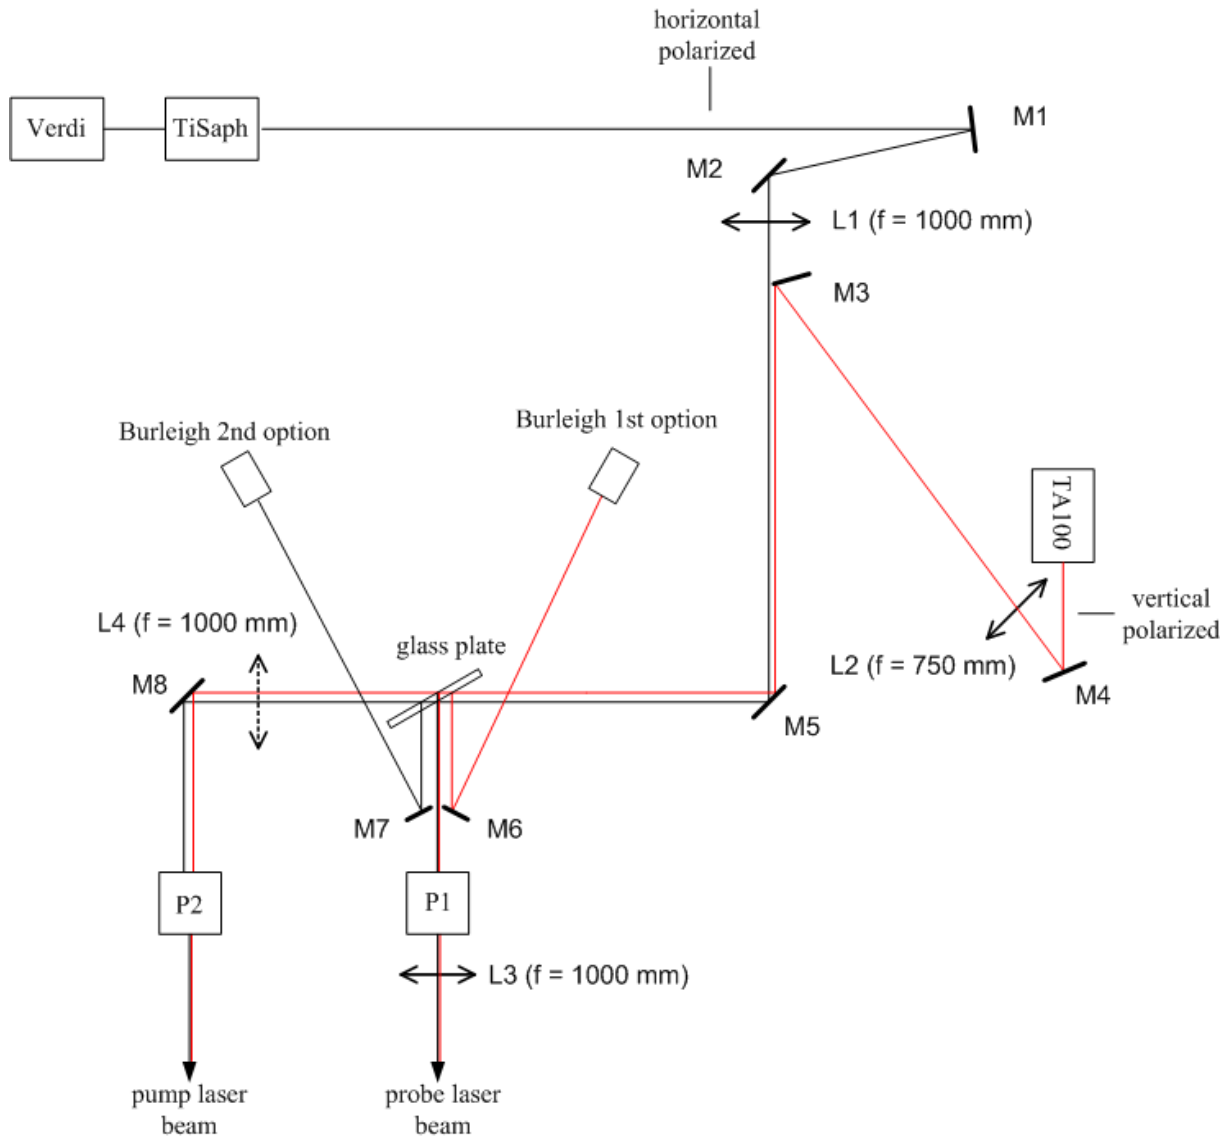 horizontal
polarized
Verdi
TiSaph
M1
M2
L1 (f = 1000 mm)
M3
Burleigh 2nd option
Burleigh 1st option
TA100
L4 (f = 1000 mm)
glass plate
vertical
polarized
L2 (f = 750 mm)
M8
M4
M5
M7
M6
P2
P1
L3 (f = 1000 mm)
pump laser
beam
probe laser
beam